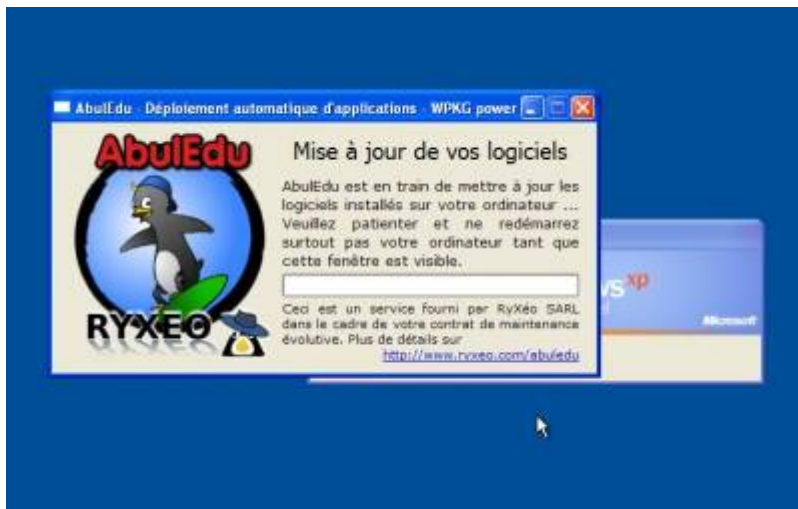 AbulEdu - Déploiement automatique d'applications - WPKG power
AbulEdu
Mise à jour de vos logiciels
AbulEdu est en train de mettre à jour les
logiciels installés sur votre ordinateur ...
Veuillez patienter et ne redémarrez
surtout pas votre ordinateur tant que
cette fenêtre est visible.
Ceci est un service fourni par RyXéo SARL
dans le cadre de votre contrat de maintenance
évolutive. Plus de détails sur
http://www.ryxeo.com/abuledu
RYXEO
ws xp
Microsoft